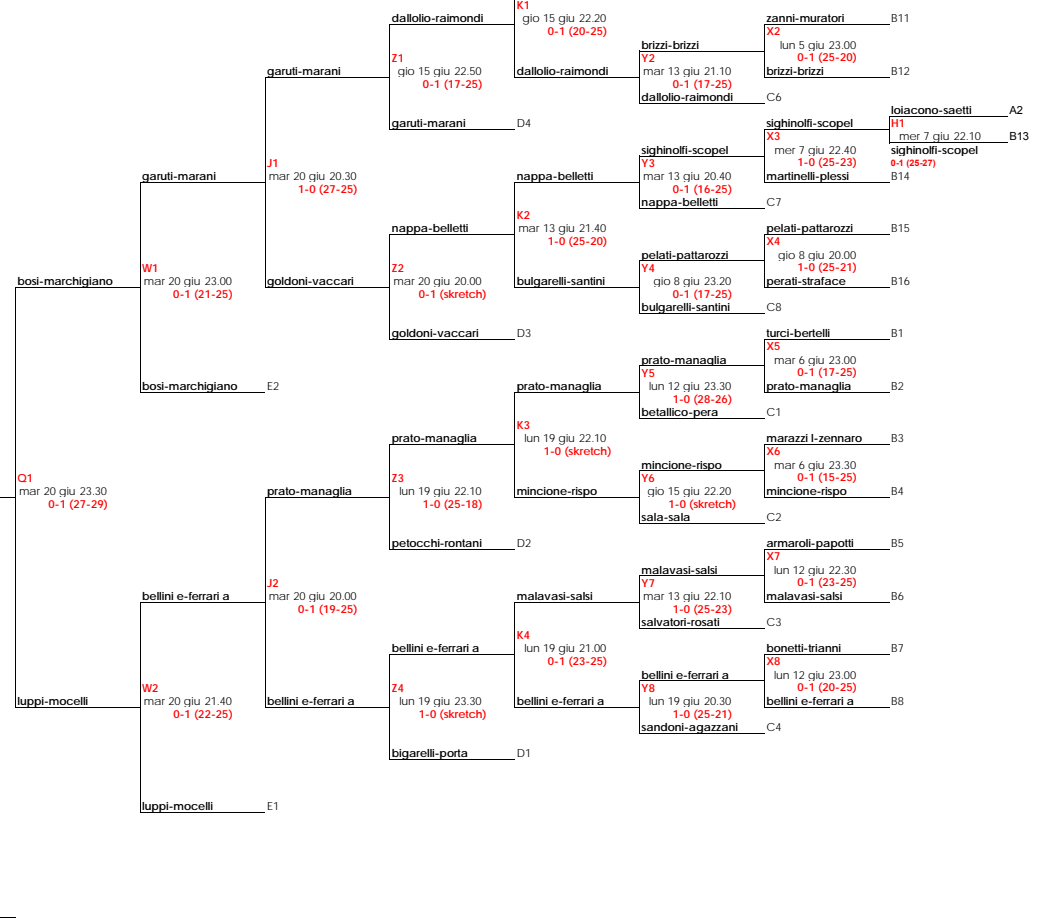 K1
dallolio-raimondi
gio 15 giu 22.20
zanni-muratori
B11
0-1 (20-25)
X2
brizzi-brizzi
lun 5 giu 23.00
Z1
Y2
0-1 (25-20)
garuti-marani
gio 15 giu 22.50
dallolio-raimondi
mar 13 giu 21.10
brizzi-brizzi
B12
0-1 (17-25)
0-1 (17-25)
dallolio-raimondi
C6
loiacono-saetti
A2
garuti-marani
D4
sighinolfi-scopel
H1
X3
mer 7 giu 22.10
B13
sighinolfi-scopel
mer 7 giu 22.40
sighinolfi-scopel
J1
Y3
1-0 (25-23)
0-1 (25-27)
garuti-marani
mar 20 giu 20.30
nappa-belletti
mar 13 giu 20.40
martinelli-plessi
B14
1-0 (27-25)
0-1 (16-25)
nappa-belletti
C7
K2
nappa-belletti
mar 13 giu 21.40
pelati-pattarozzi
B15
1-0 (25-20)
X4
pelati-pattarozzi
gio 8 giu 20.00
W1
Z2
Y4
1-0 (25-21)
bosi-marchigiano
mar 20 giu 23.00
goldoni-vaccari
mar 20 giu 20.00
bulgarelli-santini
gio 8 giu 23.20
perati-straface
B16
0-1 (21-25)
0-1 (skretch)
0-1 (17-25)
bulgarelli-santini
C8
goldoni-vaccari
D3
turci-bertelli
B1
X5
prato-managlia
mar 6 giu 23.00
Y5
0-1 (17-25)
bosi-marchigiano
E2
prato-managlia
lun 12 giu 23.30
prato-managlia
B2
1-0 (28-26)
betallico-pera
C1
K3
prato-managlia
lun 19 giu 22.10
marazzi l-zennaro
B3
1-0 (skretch)
X6
mincione-rispo
mar 6 giu 23.30
Q1
Z3
Y6
0-1 (15-25)
mar 20 giu 23.30
prato-managlia
lun 19 giu 22.10
mincione-rispo
gio 15 giu 22.20
mincione-rispo
B4
0-1 (27-29)
1-0 (25-18)
1-0 (skretch)
sala-sala
C2
petocchi-rontani
D2
armaroli-papotti
B5
X7
malavasi-salsi
lun 12 giu 22.30
J2
Y7
0-1 (23-25)
bellini e-ferrari a
mar 20 giu 20.00
malavasi-salsi
mar 13 giu 22.10
malavasi-salsi
B6
0-1 (19-25)
1-0 (25-23)
salvatori-rosati
C3
K4
bellini e-ferrari a
lun 19 giu 21.00
bonetti-trianni
B7
0-1 (23-25)
X8
bellini e-ferrari a
lun 12 giu 23.00
W2
Z4
Y8
0-1 (20-25)
luppi-mocelli
mar 20 giu 21.40
bellini e-ferrari a
lun 19 giu 23.30
bellini e-ferrari a
lun 19 giu 20.30
bellini e-ferrari a
B8
0-1 (22-25)
1-0 (skretch)
1-0 (25-21)
sandoni-agazzani
C4
bigarelli-porta
D1
luppi-mocelli
E1